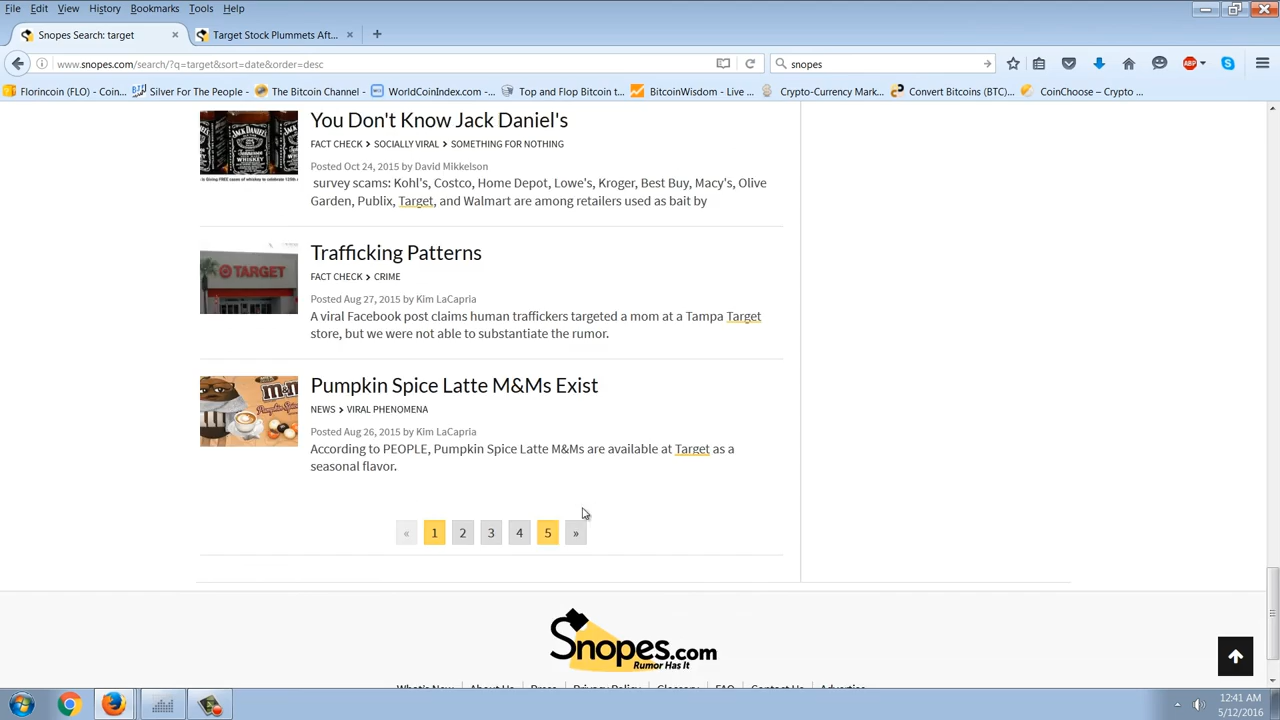 File Edit View History Bookmarks Tools Help
Snopes Search: target × Target Stock Plummets Aft... × +
www.snopes.com/search/?q=target&sort=date&order=desc snopes
Florincoin (FLO) - Coin... Silver For The People - ... The Bitcoin Channel - ... WorldCoinIndex.com -... Top and Flop Bitcoin t... BitcoinWisdom - Live ... Crypto-Currency Mark... Convert Bitcoins (BTC)... CoinChoose – Crypto ...
You Don't Know Jack Daniel's
FACT CHECK > SOCIALLY VIRAL > SOMETHING FOR NOTHING
Posted Oct 24, 2015 by David Mikkelson
survey scams: Kohl's, Costco, Home Depot, Lowe's, Kroger, Best Buy, Macy's, Olive
Garden, Publix, Target, and Walmart are among retailers used as bait by
JACK DANIEL'S
WHISKEY
TARGET
Trafficking Patterns
FACT CHECK > CRIME
Posted Aug 27, 2015 by Kim LaCapria
A viral Facebook post claims human traffickers targeted a mom at a Tampa Target
store, but we were not able to substantiate the rumor.
Pumpkin Spice Latte M&Ms Exist
NEWS > VIRAL PHENOMENA
Posted Aug 26, 2015 by Kim LaCapria
According to PEOPLE, Pumpkin Spice Latte M&Ms are available at Target as a
seasonal flavor.
« 1 2 3 4 5 »
Snopes.com
Rumor Has It
What's New About Us Press Privacy Policy Glossary FAQ Contact Us Advertise
12:41 AM
5/12/2016